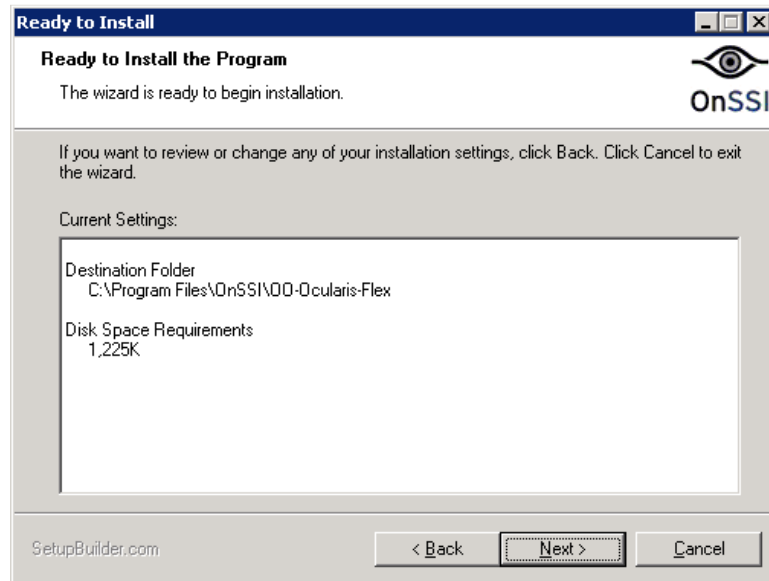 Ready to Install
Ready to Install the Program
The wizard is ready to begin installation.
OnSSI
If you want to review or change any of your installation settings, click Back. Click Cancel to exit
the wizard.
Current Settings:
Destination Folder
C:\Program Files\OnSSI\OO-Ocularis-Flex
Disk Space Requirements
1,225K
SetupBuilder.com
< Back
Next >
Cancel